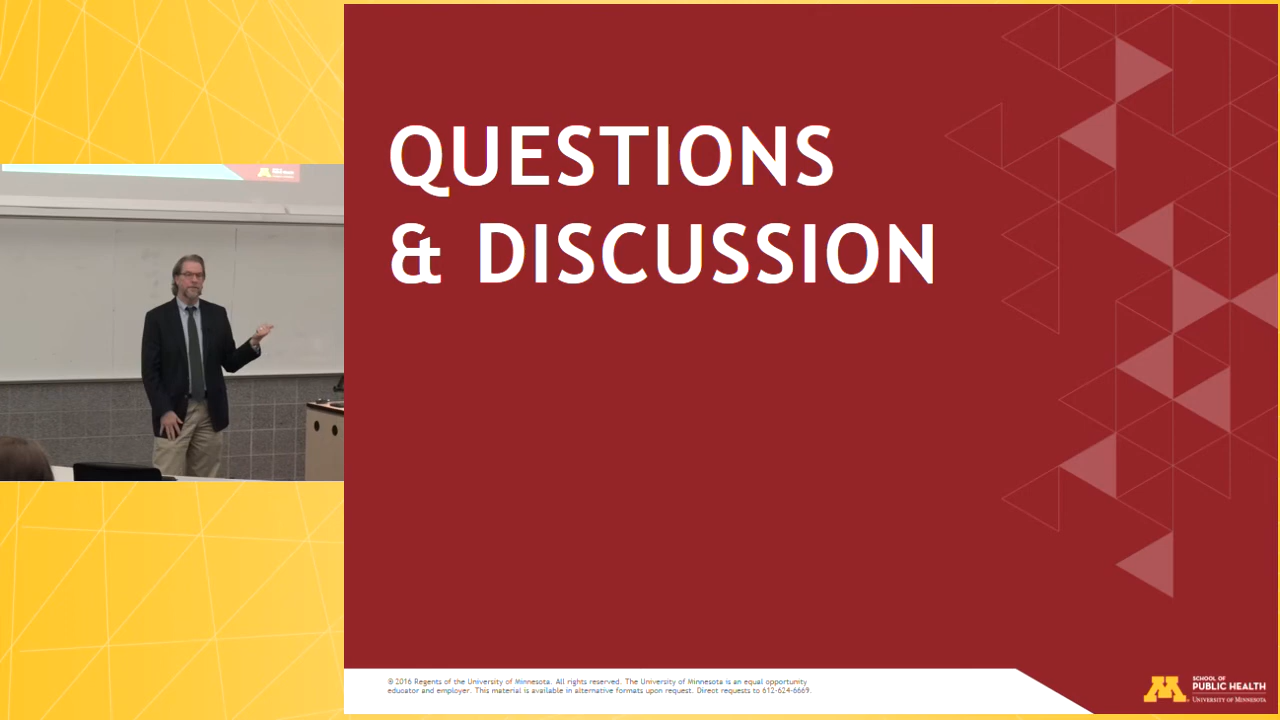 QUESTIONS
& DISCUSSION
© 2016 Regents of the University of Minnesota. All rights reserved. The University of Minnesota is an equal opportunity
educator and employer. This material is available in alternative formats upon request. Direct requests to 612-624-6669.
M
SCHOOL OF
PUBLIC HEALTH
UNIVERSITY OF MINNESOTA